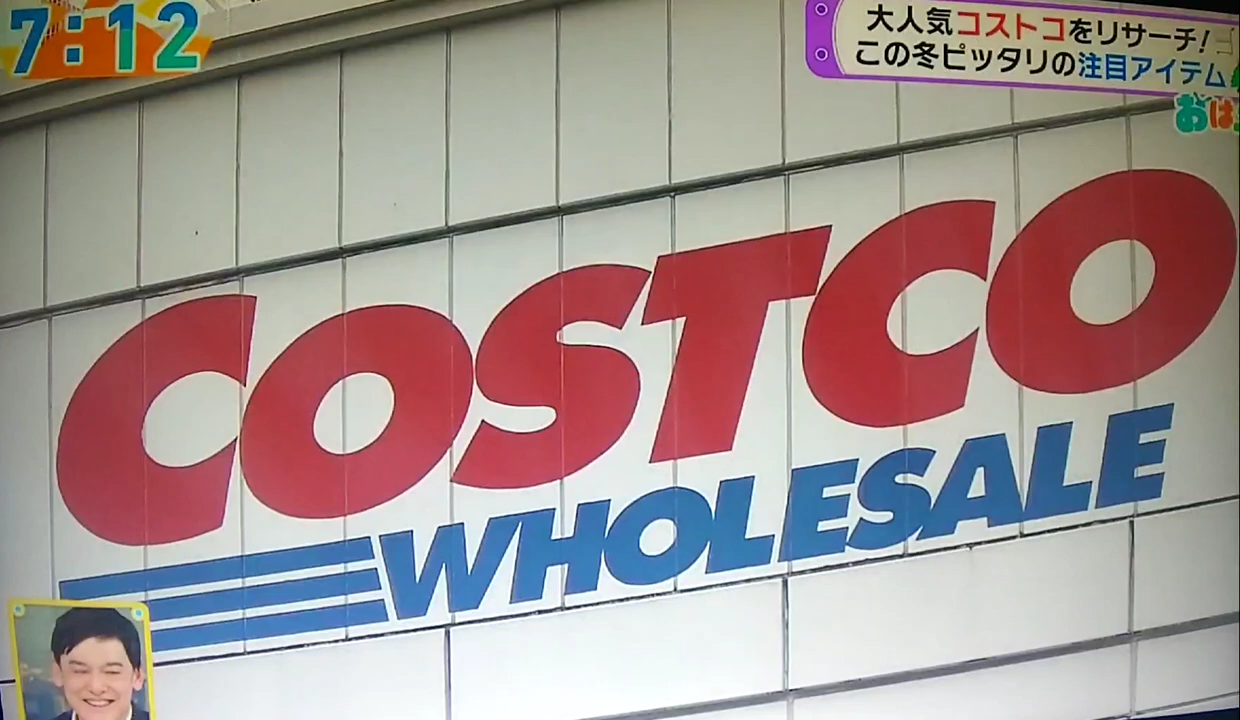 7:12
大人気コストコをリサーチ!
この冬ピッタリの注目アイテム
おは
COSTCO
WHOLESALE